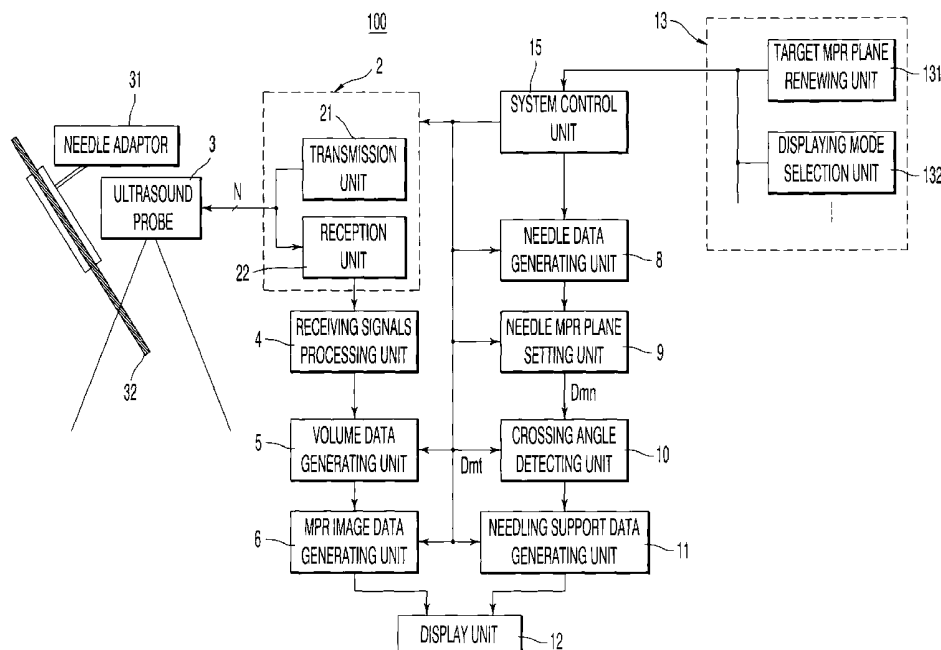 100
13
TARGET MPR PLANE
RENEWING UNIT
131
DISPLAYING MODE
SELECTION UNIT
132
15
SYSTEM CONTROL
UNIT
2
21
TRANSMISSION
UNIT
RECEPTION
UNIT
22
31
NEEDLE ADAPTOR
3
ULTRASOUND
PROBE
N
32
NEEDLE DATA
GENERATING UNIT
8
RECEIVING SIGNALS
PROCESSING UNIT
4
NEEDLE MPR PLANE
SETTING UNIT
9
Dmn
VOLUME DATA
GENERATING UNIT
5
Dmt
CROSSING ANGLE
DETECTING UNIT
10
MPR IMAGE DATA
GENERATING UNIT
6
NEEDLING SUPPORT DATA
GENERATING UNIT
11
DISPLAY UNIT
12